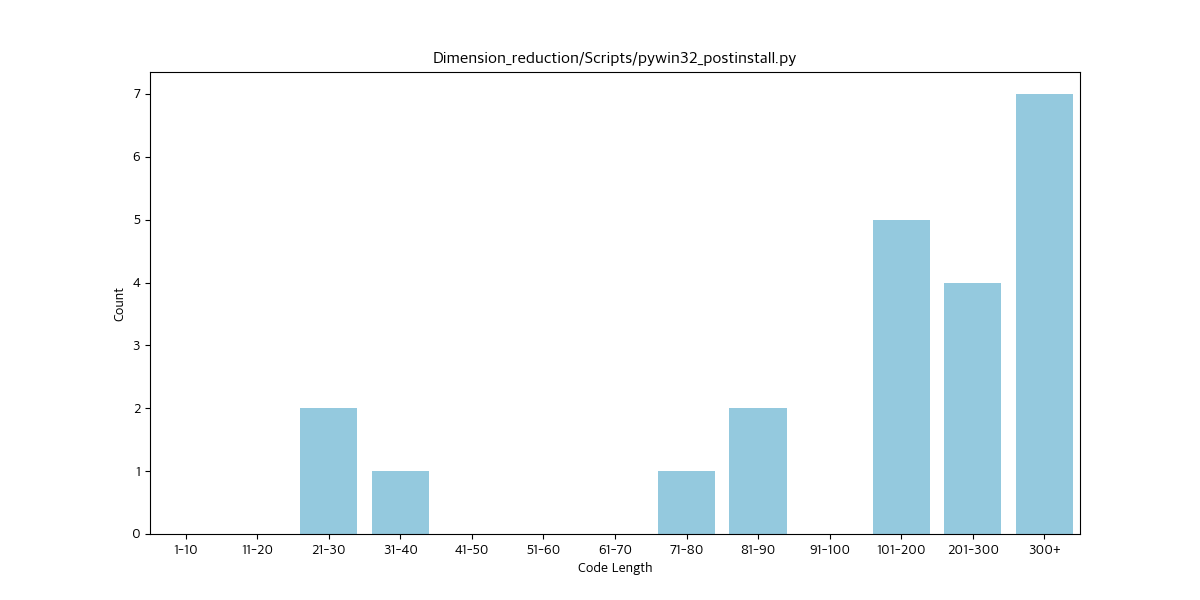 Dimension_reduction/Scripts/pywin32_postinstall.py
7
6
5
4
3
2
1
0
Count
1-10 11-20 21-30 31-40 41-50 51-60 61-70 71-80 81-90 91-100 101-200 201-300 300+
Code Length